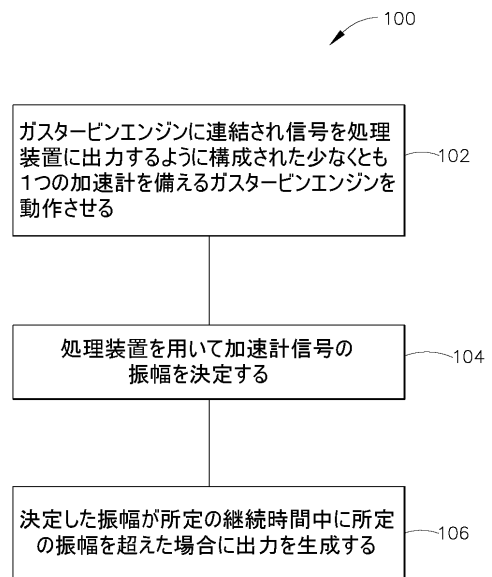 100
ガスタービンエンジンに連結され信号を処理
装置に出力するように構成された少なくとも
1つの加速計を備えるガスタービンエンジンを
動作させる
102
処理装置を用いて加速計信号の
振幅を決定する
104
決定した振幅が所定の継続時間中に所定
の振幅を超えた場合に出力を生成する
106